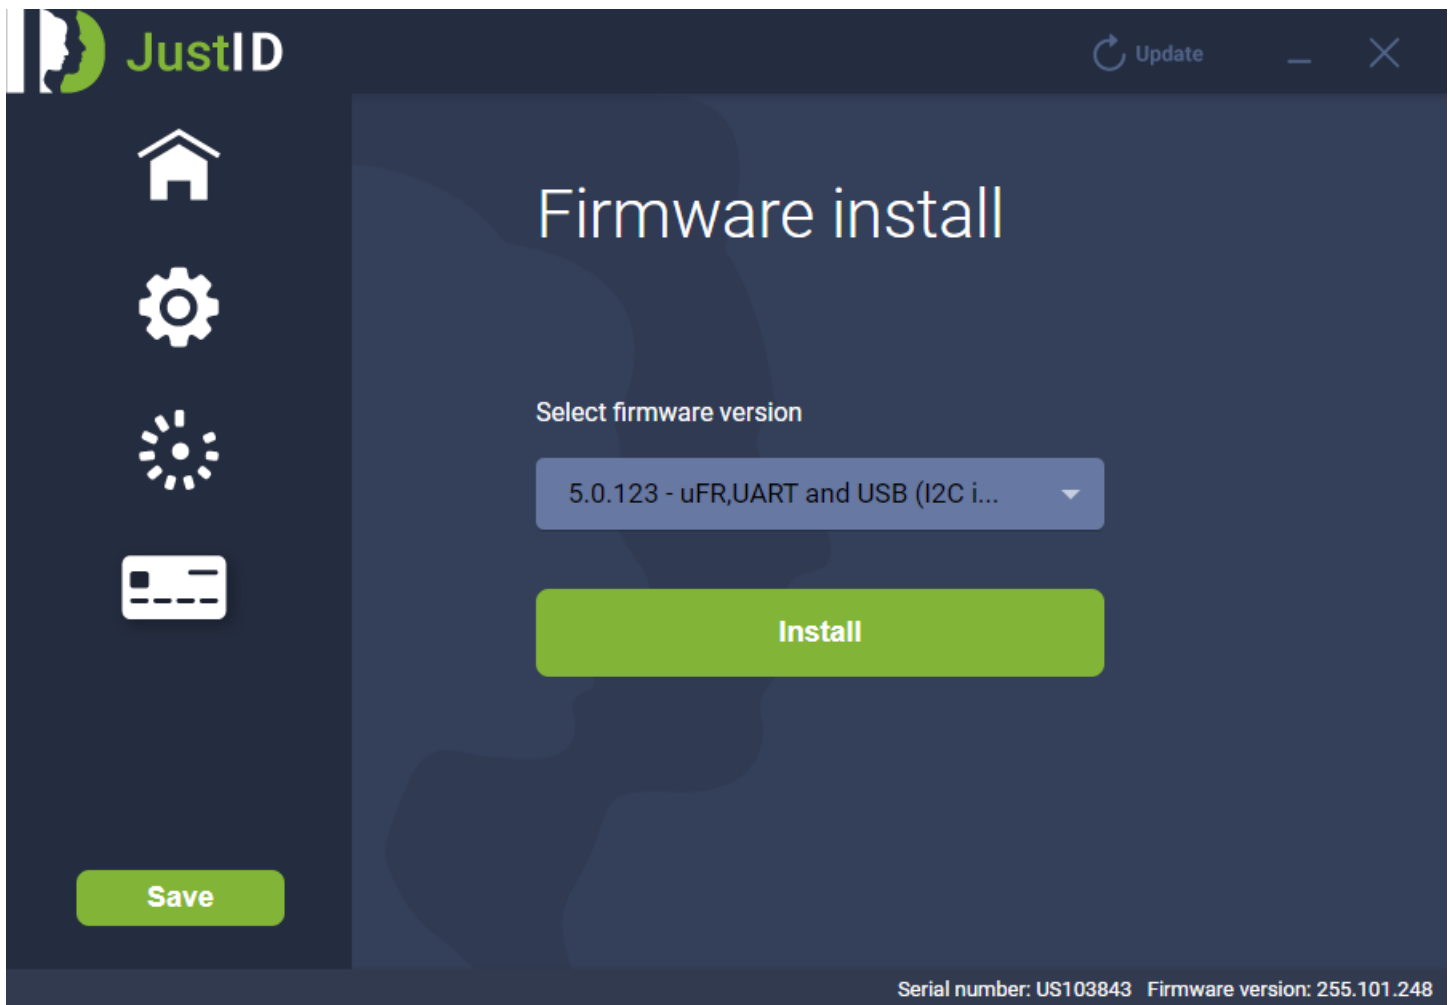 JustID
Update
Firmware install
Select firmware version
5.0.123 - uFR,UART and USB (I2C i...
Install
Save
Serial number: US103843 Firmware version: 255.101.248